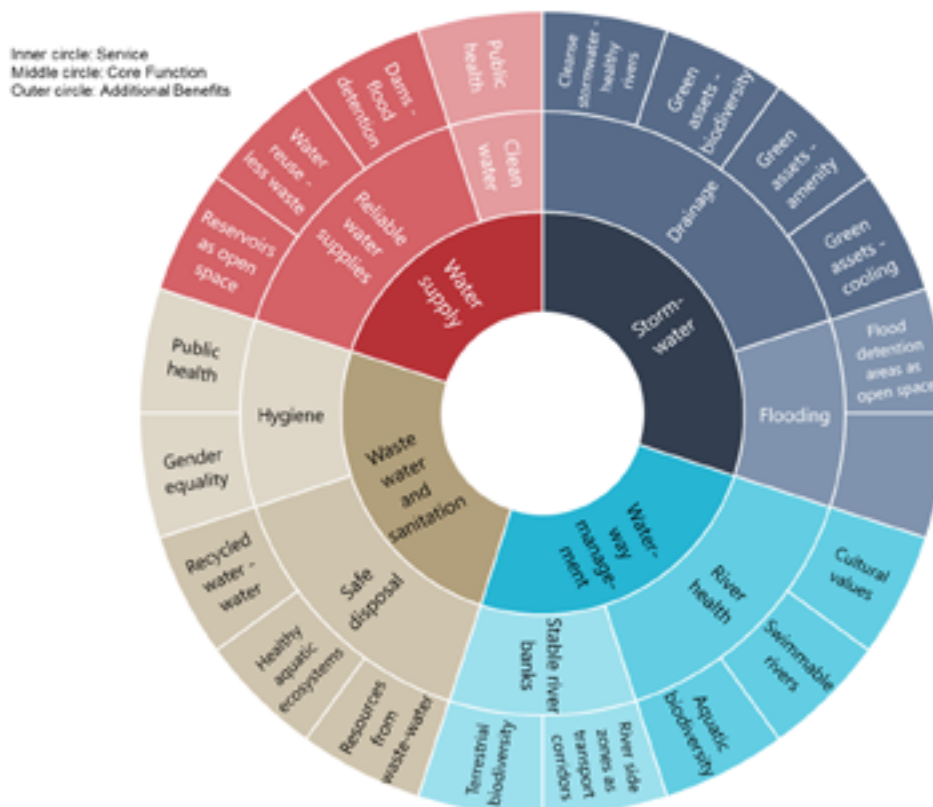 Inner circle: Service
Middle circle: Core Function
Outer circle: Additional Benefits
Storm-
water
Drainage
Cleanse
stormwater -
healthy
rivers
Green
assets -
biodiversity
Green
assets -
amenity
Green
assets -
cooling
Flooding
Flood
detention
areas as
open space
Water-
way
manage-
ment
River
health
Cultural
values
Swimmable
rivers
Aquatic
biodiversity
Stable river
banks
River side
zones as
transport
corridors
Terrestrial
biodiversity
Waste
water
and
sanitation
Safe
disposal
Resources
from
waste-water
Healthy
aquatic
ecosystems
Recycled
water -
water
Hygiene
Gender
equality
Public
health
Water
supply
Reliable
water
supplies
Reservoirs
as open
space
Water
reuse -
less waste
Dams -
flood
detention
Clean
water
Public
health